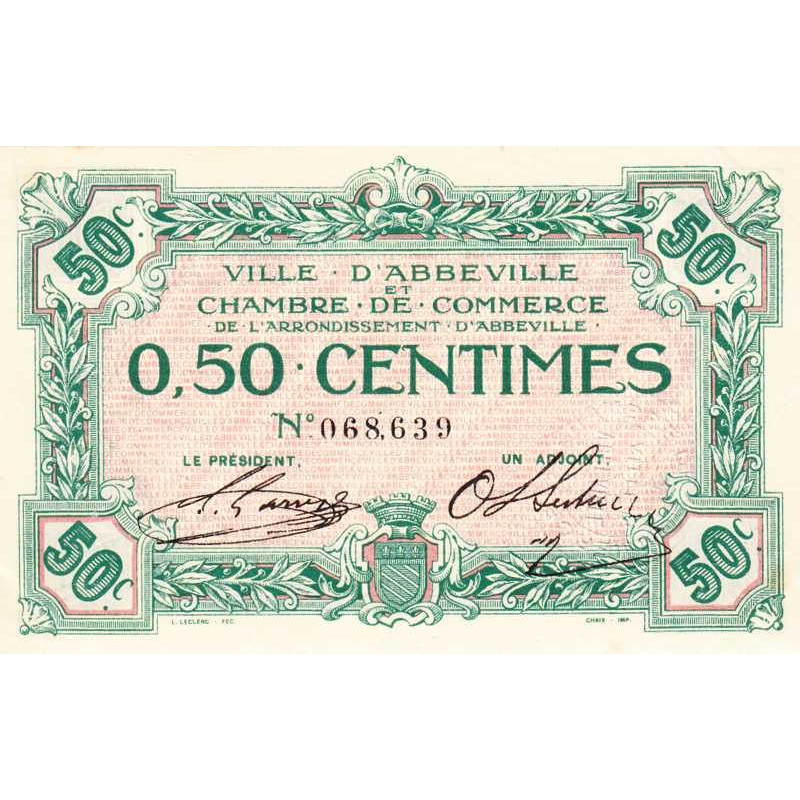 50c.
50c.
VILLE · D'ABBEVILLE
ET
CHAMBRE · DE · COMMERCE
· DE · L'ARRONDISSEMENT · D'ABBEVILLE ·
0,50 · CENTIMES
No. 068,639
LE PRÉSIDENT,
UN ADJOINT,
50c.
50c.
L. LECLERC - FEC.
CHAIX - IMP.